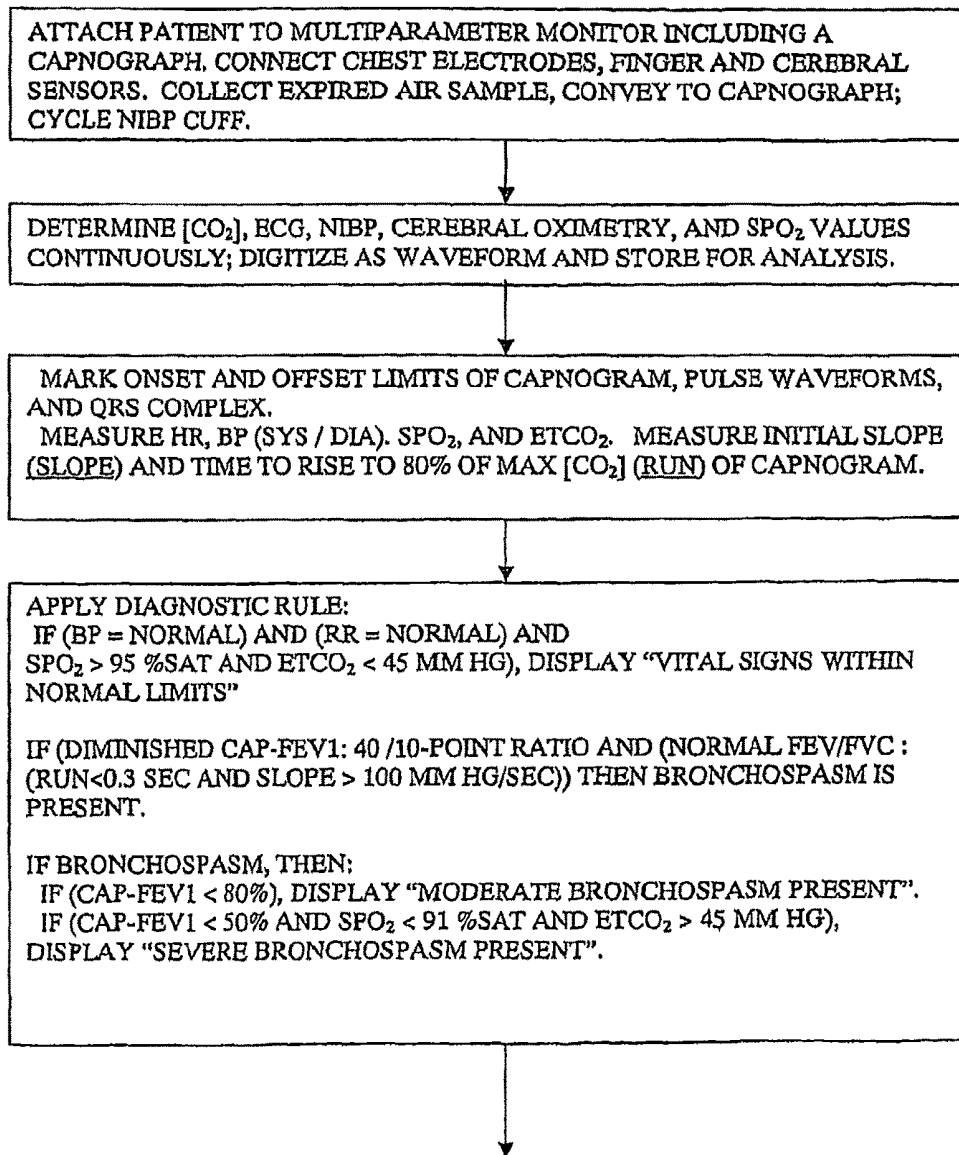 ATTACH PATIENT TO MULTIPARAMETER MONITOR INCLUDING A
CAPNOGRAPH. CONNECT CHEST ELECTRODES, FINGER AND CEREBRAL
SENSORS. COLLECT EXPIRED AIR SAMPLE, CONVEY TO CAPNOGRAPH;
CYCLE NIBP CUFF.
DETERMINE [CO₂], ECG, NIBP, CEREBRAL OXIMETRY, AND SPO₂ VALUES
CONTINUOUSLY; DIGITIZE AS WAVEFORM AND STORE FOR ANALYSIS.
MARK ONSET AND OFFSET LIMITS OF CAPNOGRAM, PULSE WAVEFORMS,
AND QRS COMPLEX.
MEASURE HR, BP (SYS / DIA). SPO₂, AND ETCO₂. MEASURE INITIAL SLOPE
(SLOPE) AND TIME TO RISE TO 80% OF MAX [CO₂] (RUN) OF CAPNOGRAM.
APPLY DIAGNOSTIC RULE:
IF (BP = NORMAL) AND (RR = NORMAL) AND
SPO₂ > 95 %SAT AND ETCO₂ < 45 MM HG), DISPLAY “VITAL SIGNS WITHIN
NORMAL LIMITS”
IF (DIMINISHED CAP-FEV1: 40 /10-POINT RATIO AND (NORMAL FEV/FVC :
(RUN<0.3 SEC AND SLOPE > 100 MM HG/SEC)) THEN BRONCHOSPASM IS
PRESENT.
IF BRONCHOSPASM, THEN:
IF (CAP-FEV1 < 80%), DISPLAY “MODERATE BRONCHOSPASM PRESENT”.
IF (CAP-FEV1 < 50% AND SPO₂ < 91 %SAT AND ETCO₂ > 45 MM HG),
DISPLAY “SEVERE BRONCHOSPASM PRESENT”.